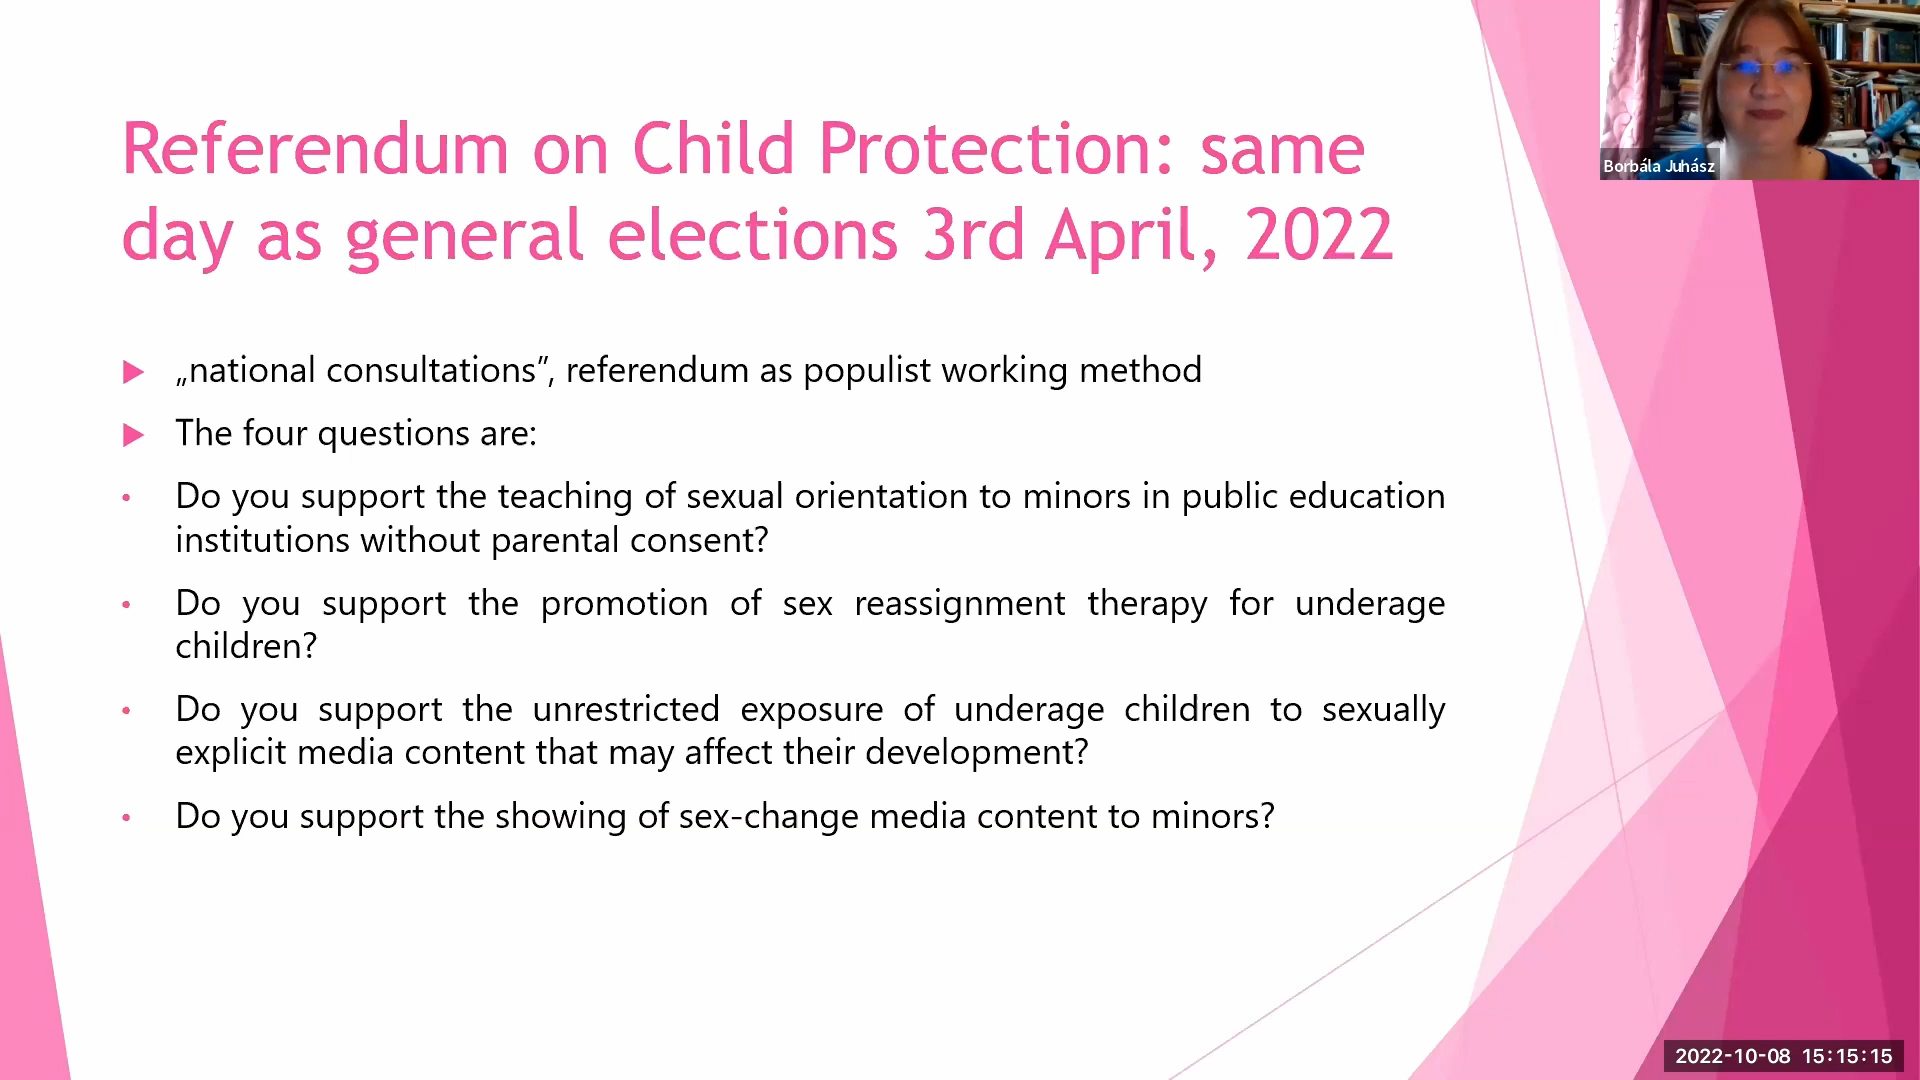 Referendum on Child Protection: same
day as general elections 3rd April, 2022
„national consultations”, referendum as populist working method
The four questions are:
Do you support the teaching of sexual orientation to minors in public education
institutions without parental consent?
Do you support the promotion of sex reassignment therapy for underage
children?
Do you support the unrestricted exposure of underage children to sexually
explicit media content that may affect their development?
Do you support the showing of sex-change media content to minors?
Borbála Juhász
2022-10-08 15:15:15